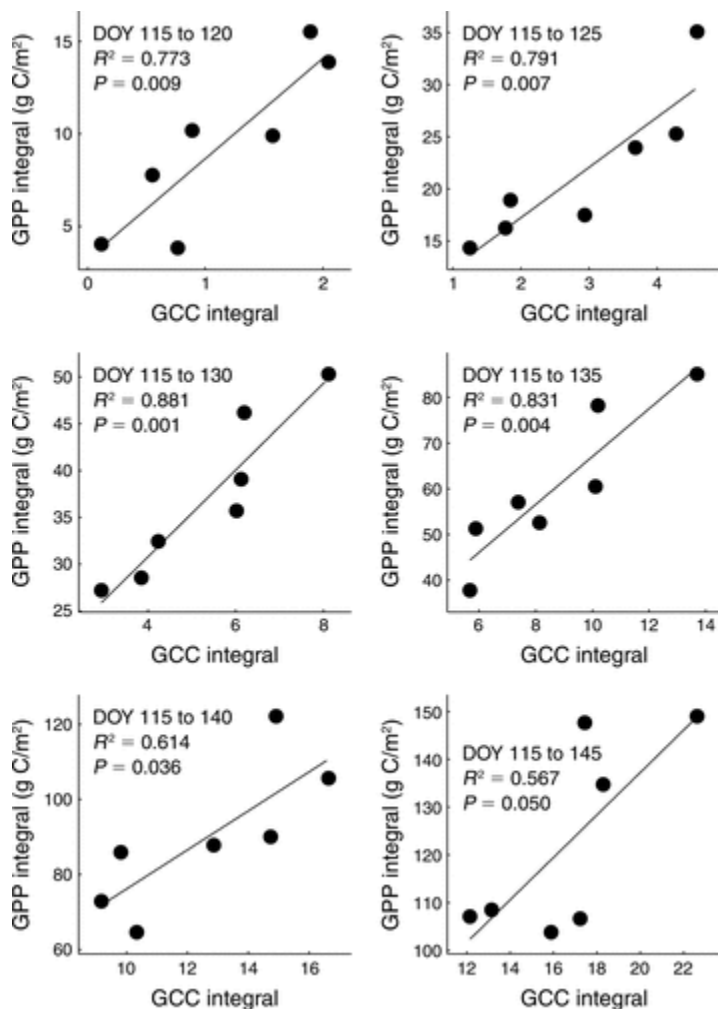 DOY 115 to 120
R² = 0.773
P = 0.009
15
10
5
0
1
2
GPP integral (g C/m²)
GCC integral
DOY 115 to 125
R² = 0.791
P = 0.007
35
30
25
20
15
1
2
3
4
GPP integral (g C/m²)
GCC integral
DOY 115 to 130
R² = 0.881
P = 0.001
50
45
40
35
30
25
4
6
8
GPP integral (g C/m²)
GCC integral
DOY 115 to 135
R² = 0.831
P = 0.004
80
70
60
50
40
6
8
10
12
14
GPP integral (g C/m²)
GCC integral
DOY 115 to 140
R² = 0.614
P = 0.036
120
100
80
60
10
12
14
16
GPP integral (g C/m²)
GCC integral
DOY 115 to 145
R² = 0.567
P = 0.050
150
140
130
120
110
100
12
14
16
18
20
22
GPP integral (g C/m²)
GCC integral